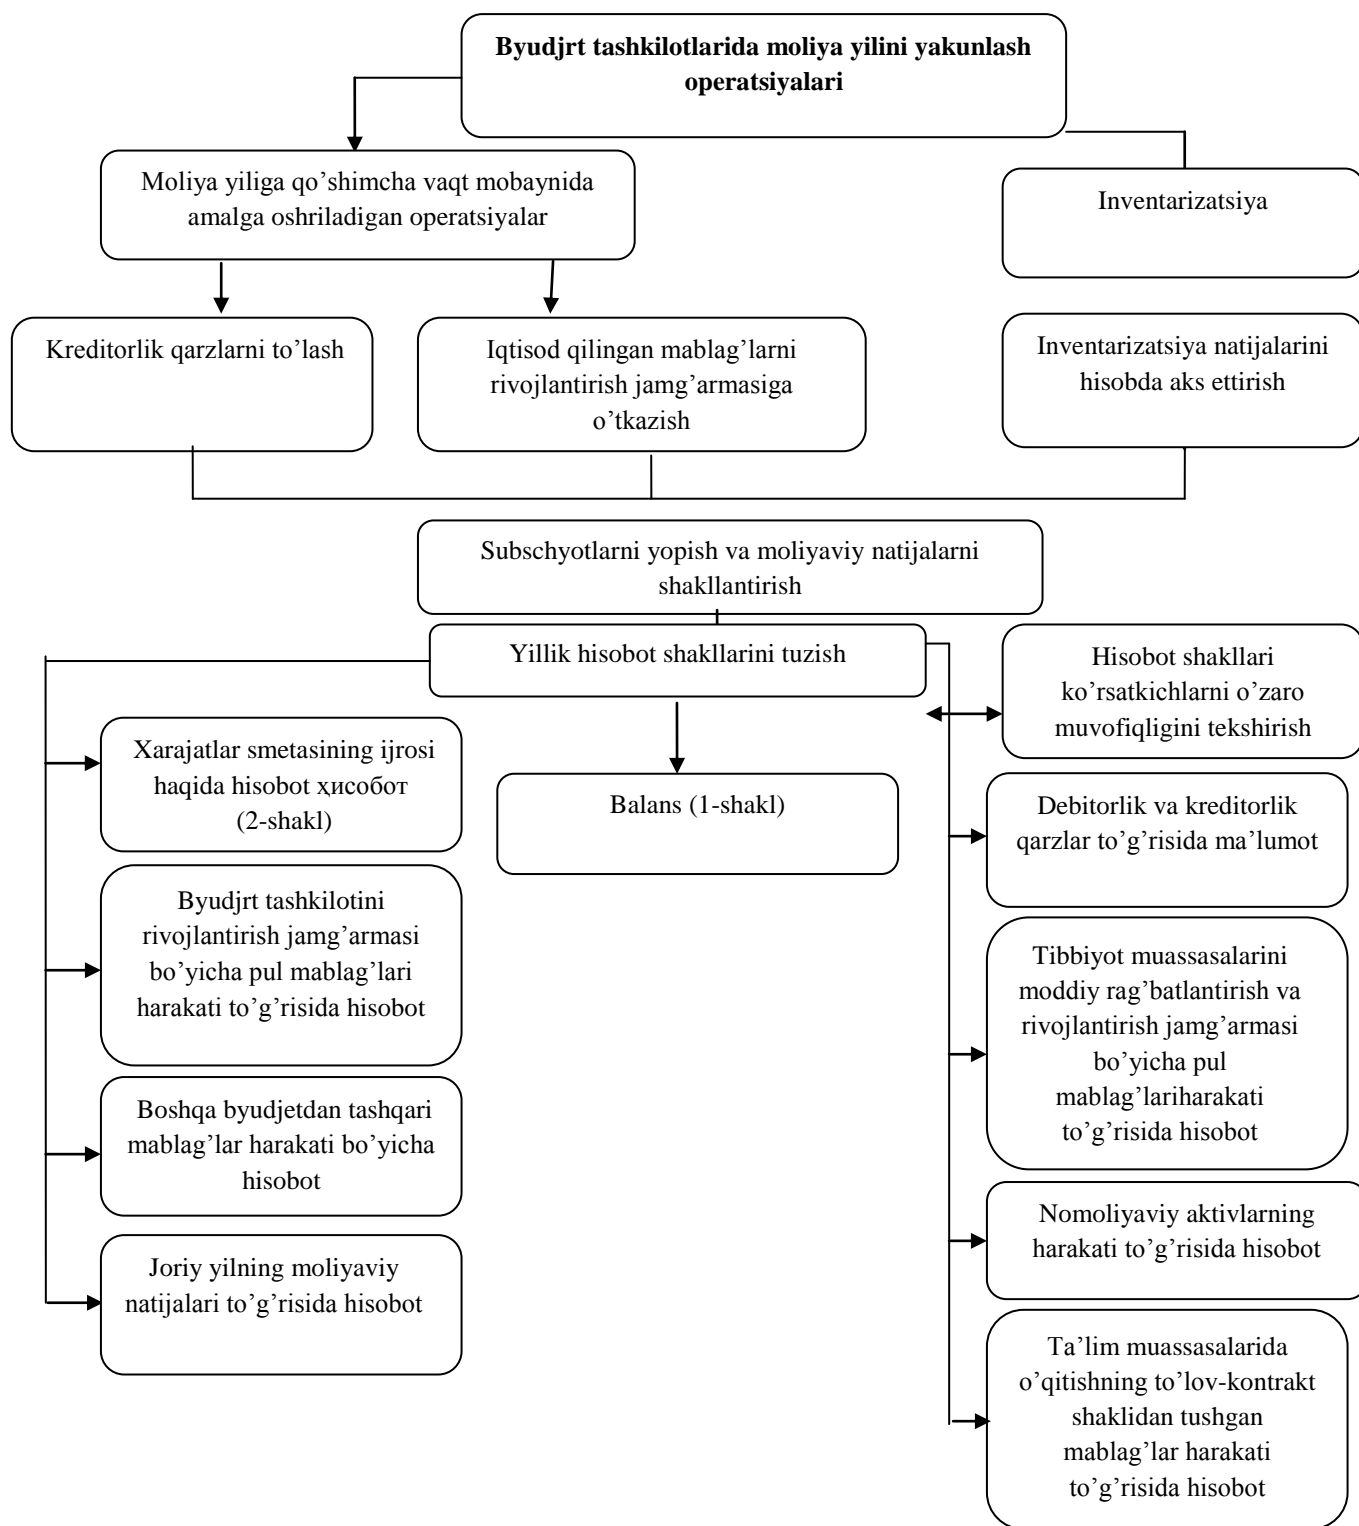 Byudjrt tashkilotlarida moliya yilini yakunlash
operatsiyalari
Moliya yiliga qo’shimcha vaqt mobaynida
amalga oshriladigan operatsiyalar
Inventarizatsiya
Kreditorlik qarzlarni to’lash
Iqtisod qilingan mablag’larni
rivojlantirish jamg’armasiga
o’tkazish
Inventarizatsiya natijalarini
hisobda aks ettirish
Subschyotlarni yopish va moliyaviy natijalarni
shakllantirish
Yillik hisobot shakllarini tuzish
Hisobot shakllari
ko’rsatkichlarni o’zaro
muvofiqligini tekshirish
Xarajatlar smetasining ijrosi
haqida hisobot ҳисобот
(2-shakl)
Balans (1-shakl)
Debitorlik va kreditorlik
qarzlar to’g’risida ma’lumot
Byudjrt tashkilotini
rivojlantirish jamg’armasi
bo’yicha pul mablag’lari
harakati to’g’risida hisobot
Tibbiyot muassasalarini
moddiy rag’batlantirish va
rivojlantirish jamg’armasi
bo’yicha pul
mablag’lariharakati
to’g’risida hisobot
Boshqa byudjetdan tashqari
mablag’lar harakati bo’yicha
hisobot
Nomoliyaviy aktivlarning
harakati to’g’risida hisobot
Joriy yilning moliyaviy
natijalari to’g’risida hisobot
Ta’lim muassasalarida
o’qitishning to’lov-kontrakt
shaklidan tushgan
mablag’lar harakati
to’g’risida hisobot